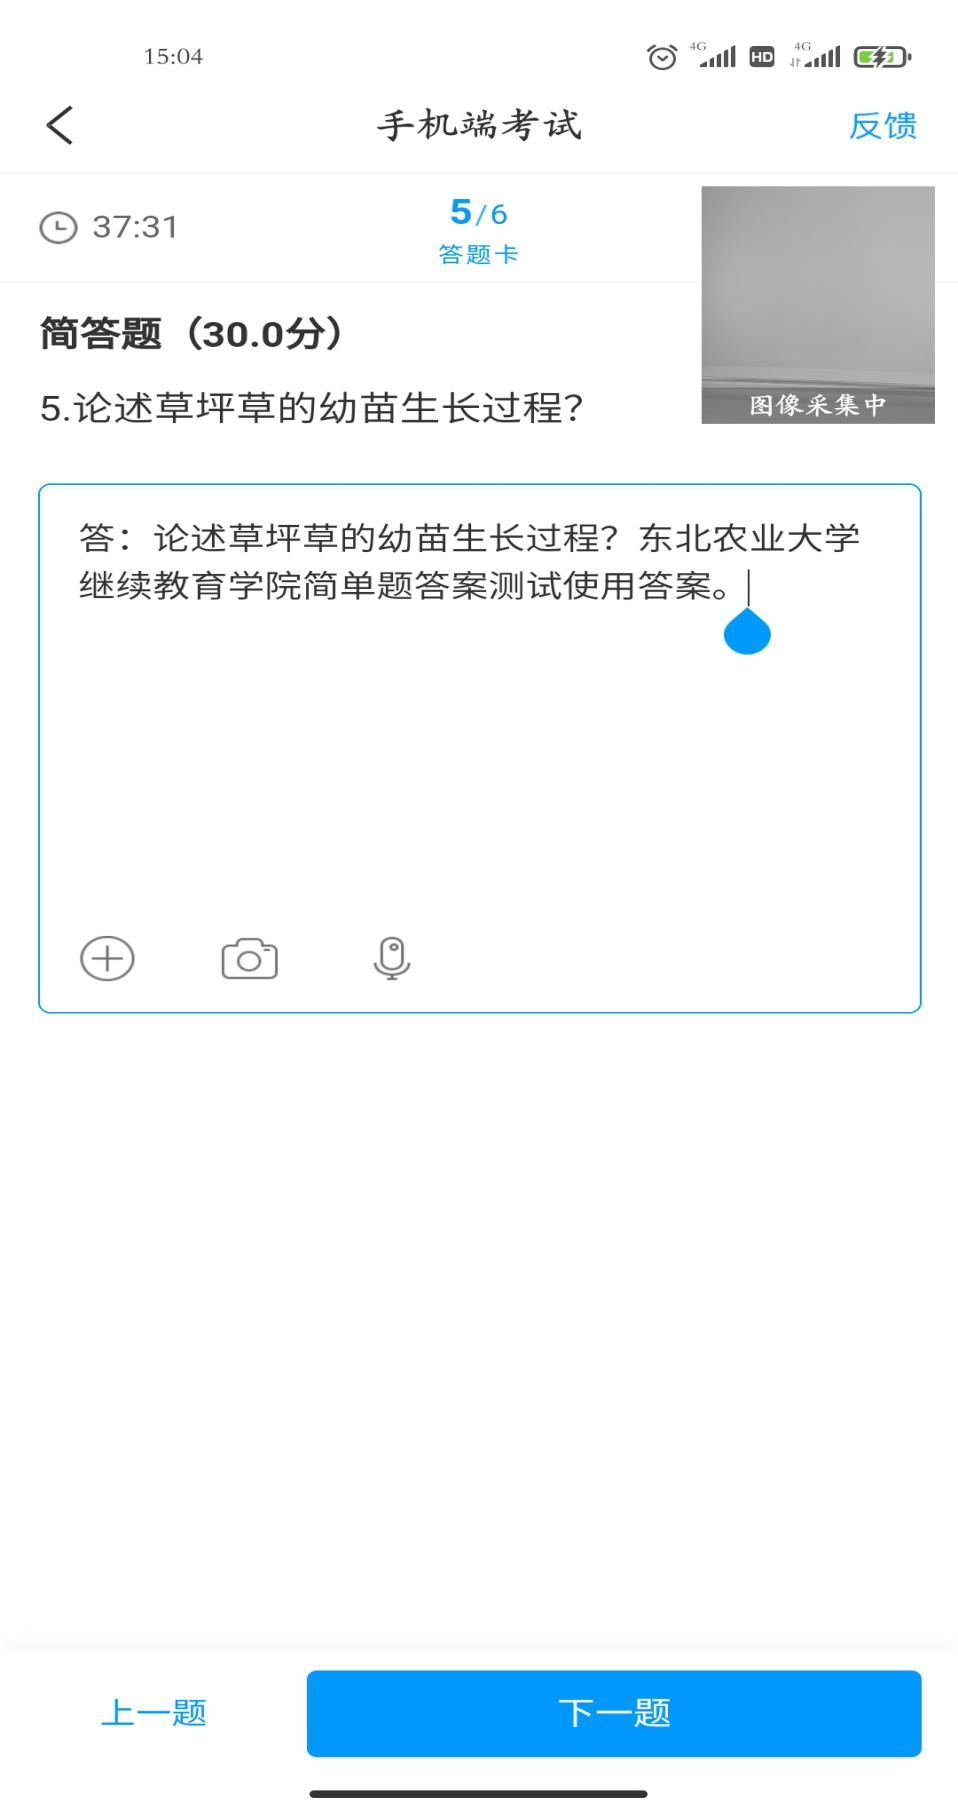 15:04
4G HD 4G
手机端考试
反馈
37:31
5/6
答题卡
简答题（30.0分）
图像采集中
5.论述草坪草的幼苗生长过程？
答：论述草坪草的幼苗生长过程？东北农业大学
继续教育学院简单题答案测试使用答案。
上一题
下一题